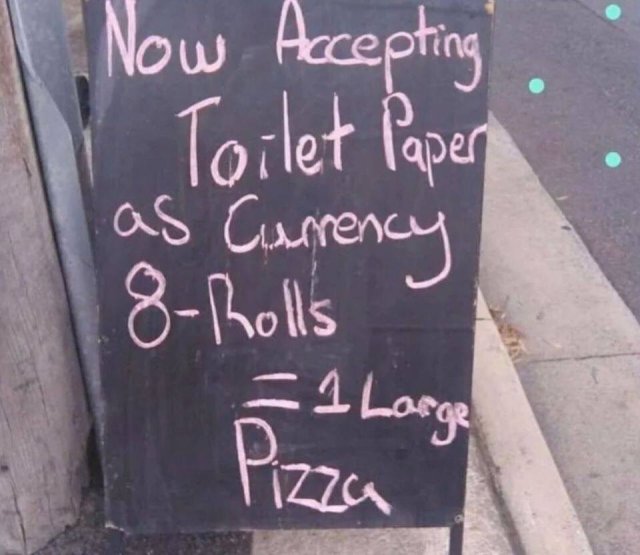 Now Accepting
Toilet Paper
as Currency
8-Rolls
= 1 Large
Pizza